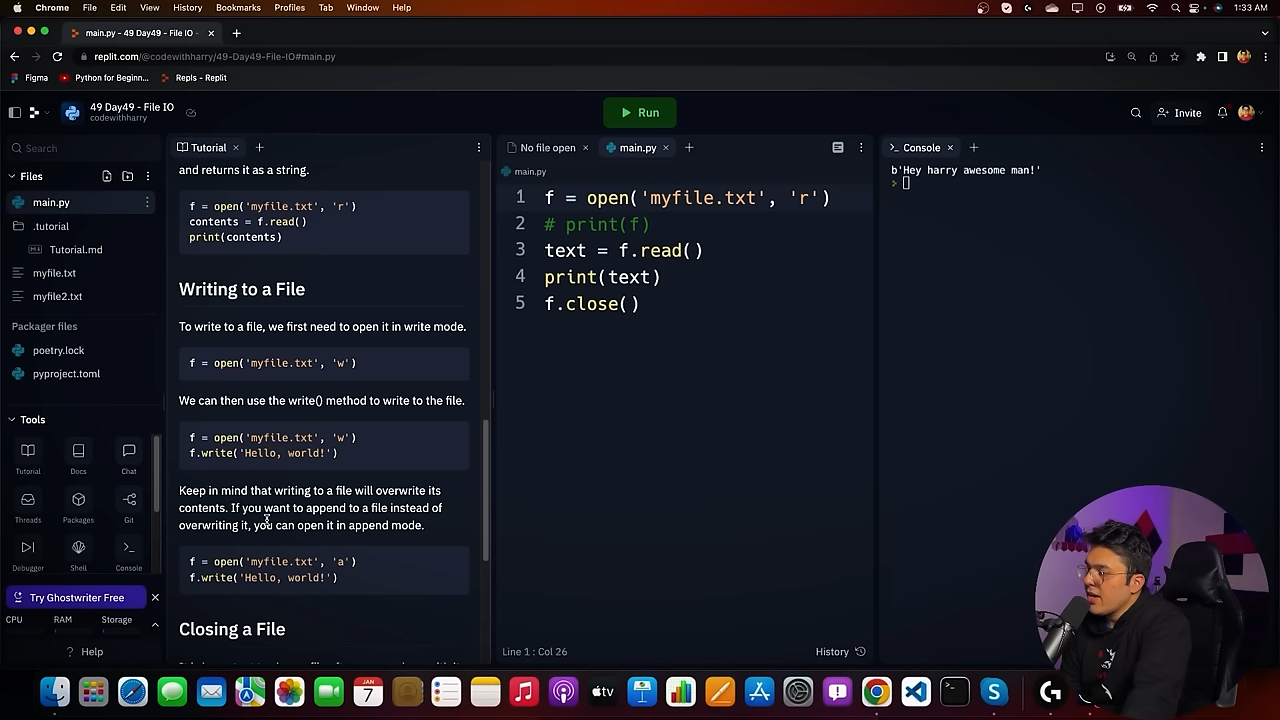 Chrome File Edit View History Bookmarks Profiles Tab Window Help 1:33 AM
main.py - 49 Day49 - File IO -
replit.com/@codewithharry/49-Day49-File-IO#main.py
Figma Python for Beginn... Repls - Replit
49 Day49 - File IO
codewithharry
Run
Invite
Search
Files
main.py
.tutorial
Tutorial.md
myfile.txt
myfile2.txt
Packager files
poetry.lock
pyproject.toml
Tools
Tutorial Docs Chat
Threads Packages Git
Debugger Shell Console
Try Ghostwriter Free
CPU RAM Storage
? Help
Tutorial
and returns it as a string.
f = open('myfile.txt', 'r')
contents = f.read()
print(contents)
Writing to a File
To write to a file, we first need to open it in write mode.
f = open('myfile.txt', 'w')
We can then use the write() method to write to the file.
f = open('myfile.txt', 'w')
f.write('Hello, world!')
Keep in mind that writing to a file will overwrite its
contents. If you want to append to a file instead of
overwriting it, you can open it in append mode.
f = open('myfile.txt', 'a')
f.write('Hello, world!')
Closing a File
No file open main.py
main.py
1 f = open('myfile.txt', 'r')
2 # print(f)
3 text = f.read()
4 print(text)
5 f.close()
Line 1 : Col 26
History
Console
b'Hey harry awesome man!'
>
JAN
7
tv